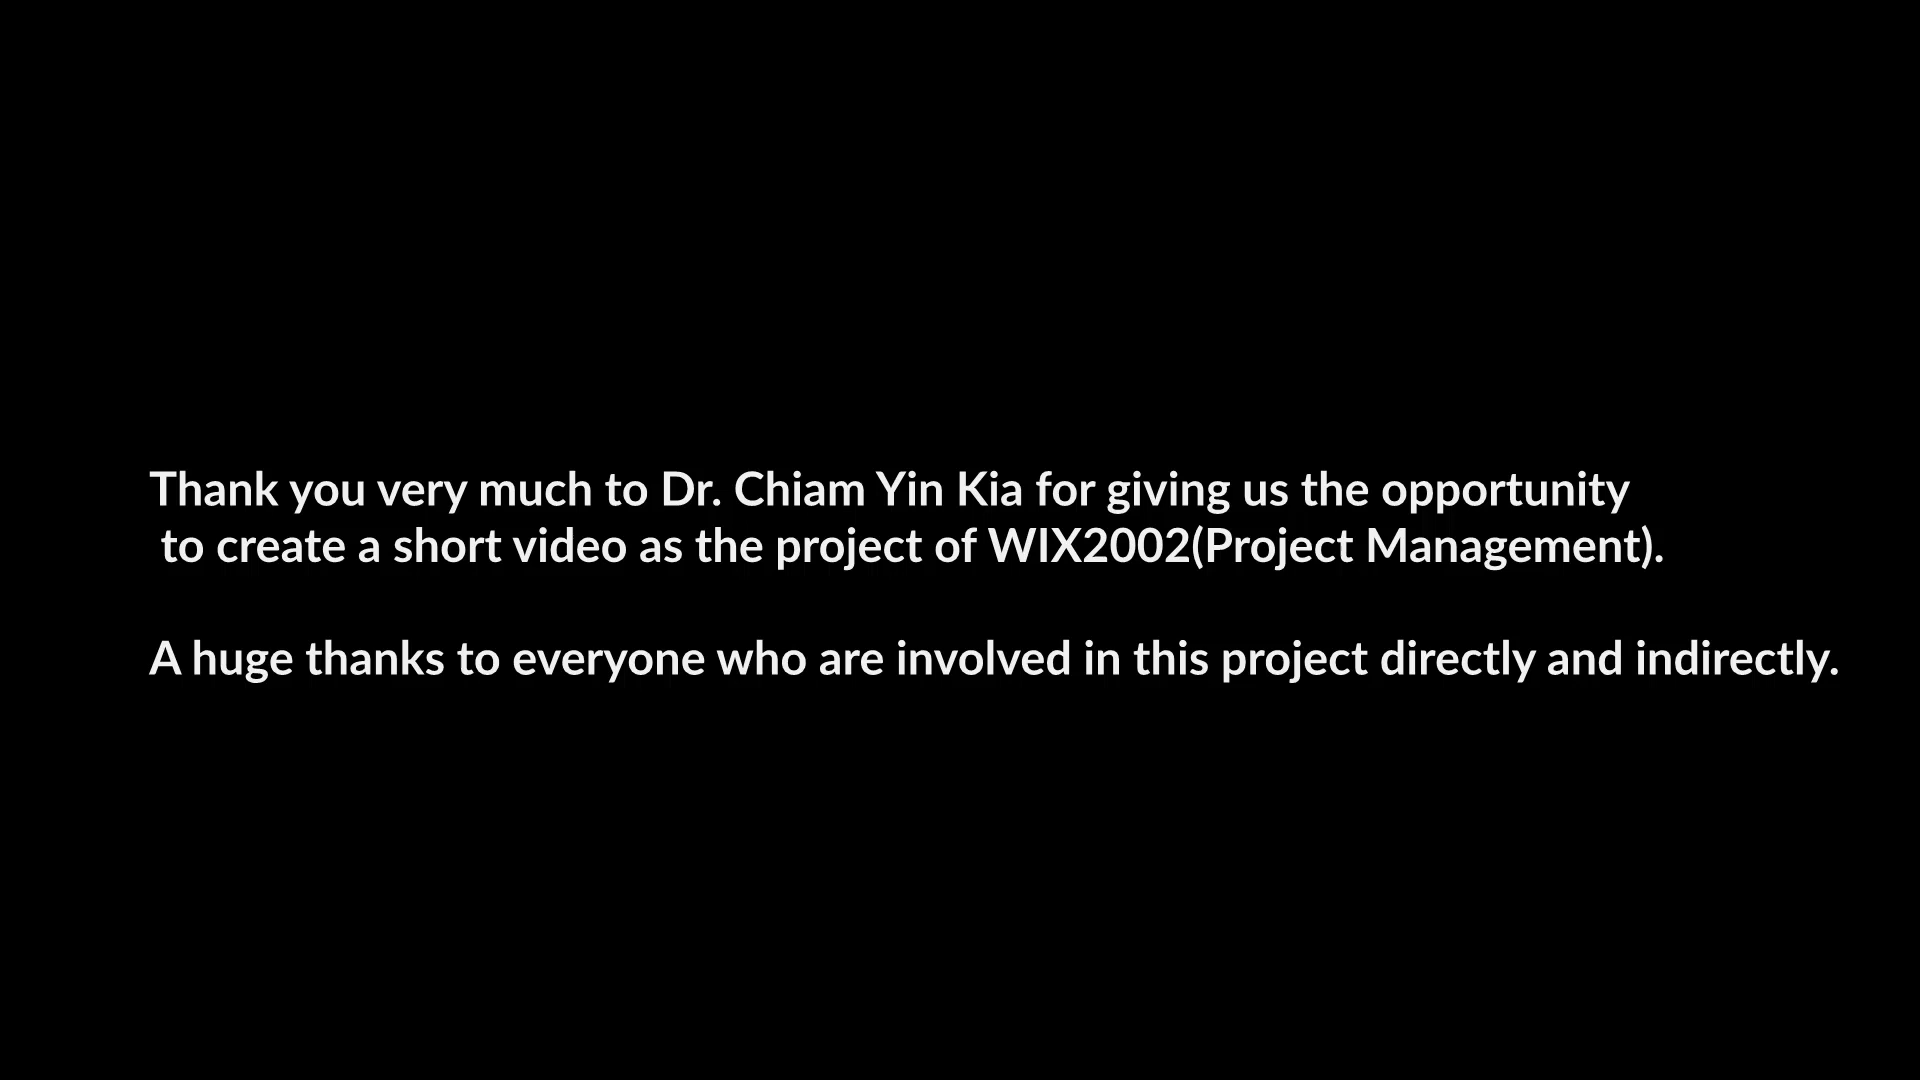 Thank you very much to Dr. Chiam Yin Kia for giving us the opportunity
to create a short video as the project of WIX2002(Project Management).
A huge thanks to everyone who are involved in this project directly and indirectly.